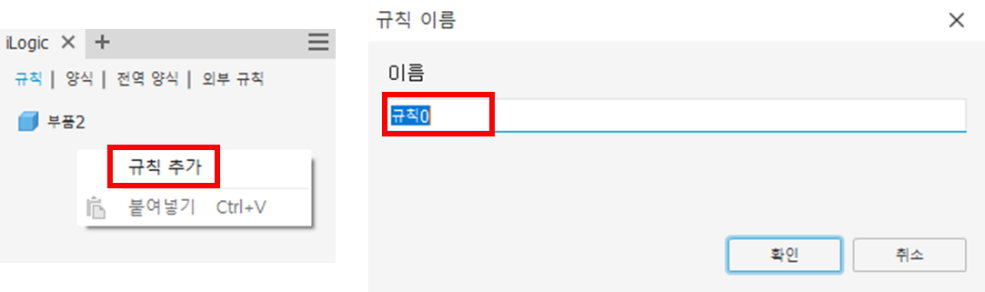 iLogic
규칙 | 양식 | 전역 양식 | 외부 규칙
부품2
규칙 추가
붙여넣기 Ctrl+V
규칙 이름
이름
규칙0
확인 취소